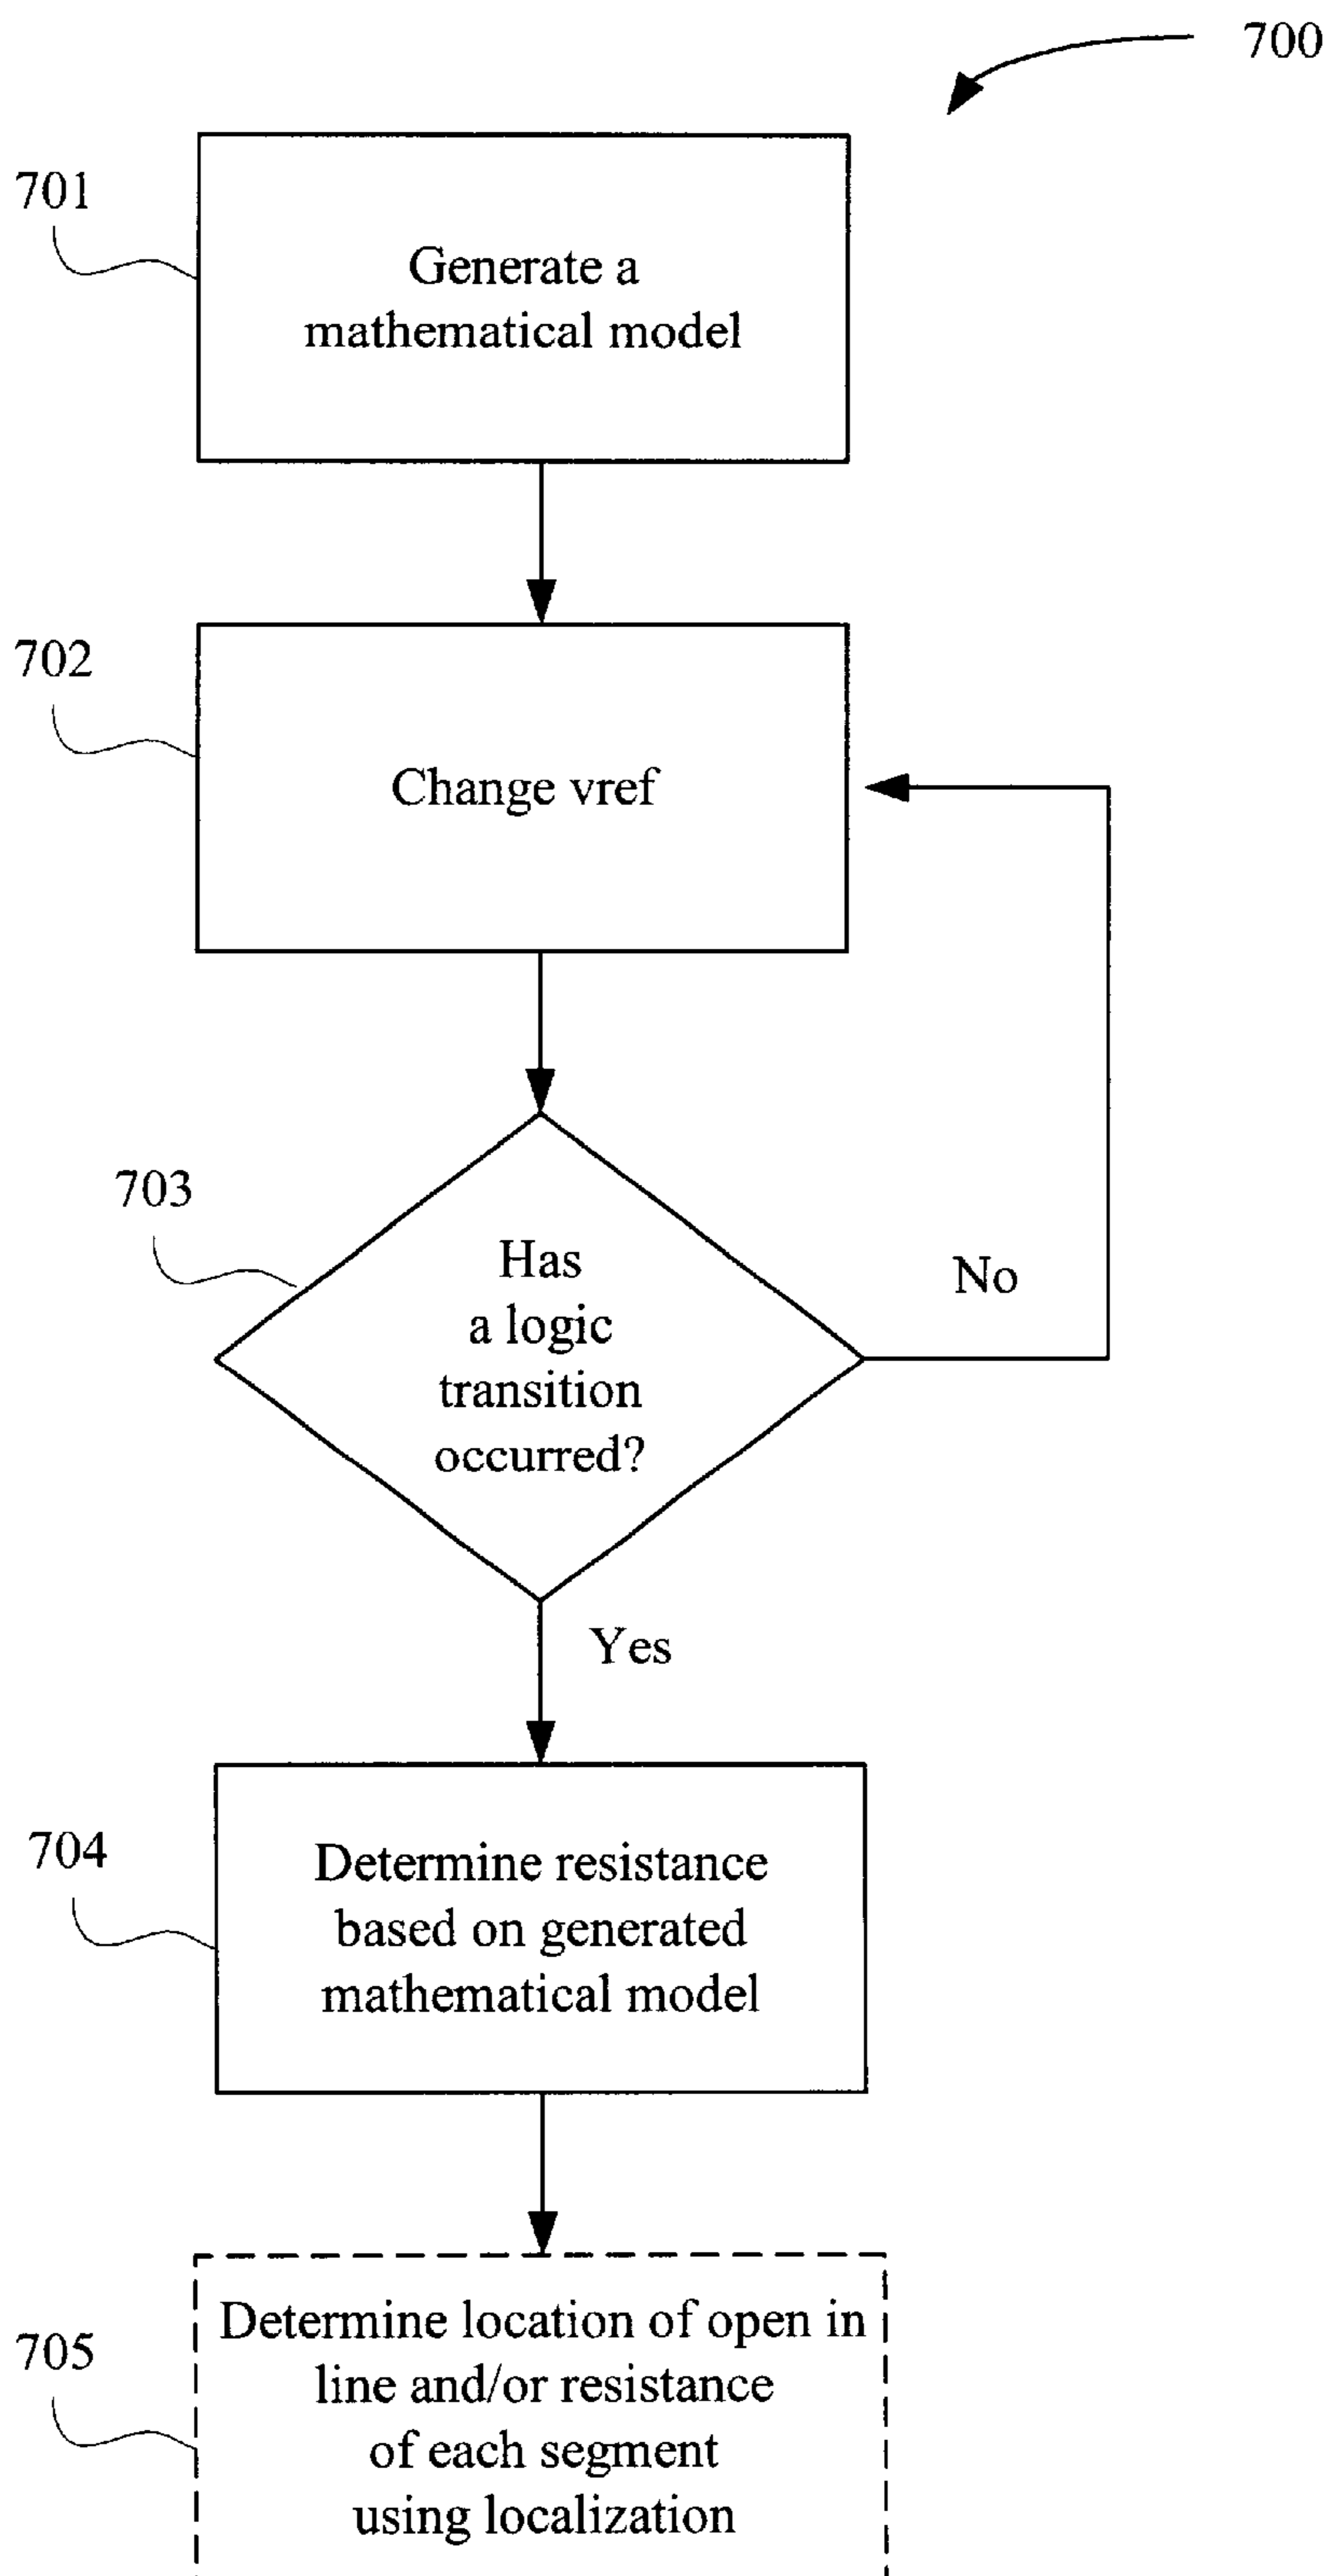 700
701
Generate a
mathematical model
702
Change vref
703
Has
a logic
transition
occurred?
No
Yes
704
Determine resistance
based on generated
mathematical model
705
Determine location of open in
line and/or resistance
of each segment
using localization